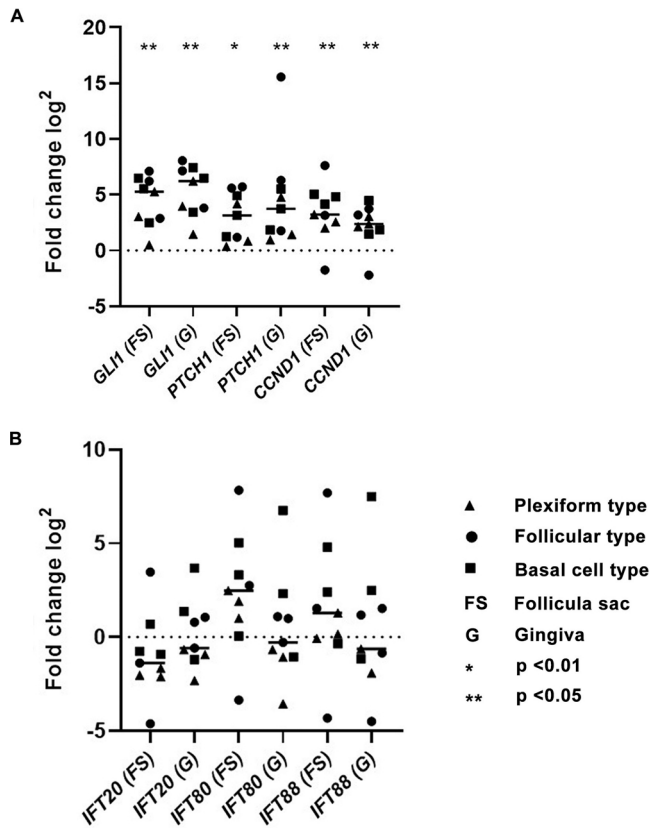 A
Fold change log2
20
15
10
5
0
-5
** ** * ** ** **
GLI1 (FS)
GLI1 (G)
PTCH1 (FS)
PTCH1 (G)
CCND1 (FS)
CCND1 (G)
B
Fold change log2
10
5
0
-5
IFT20 (FS)
IFT20 (G)
IFT80 (FS)
IFT80 (G)
IFT88 (FS)
IFT88 (G)
Plexiform type
Follicular type
Basal cell type
FS Follicula sac
G Gingiva
* p <0.01
** p <0.05